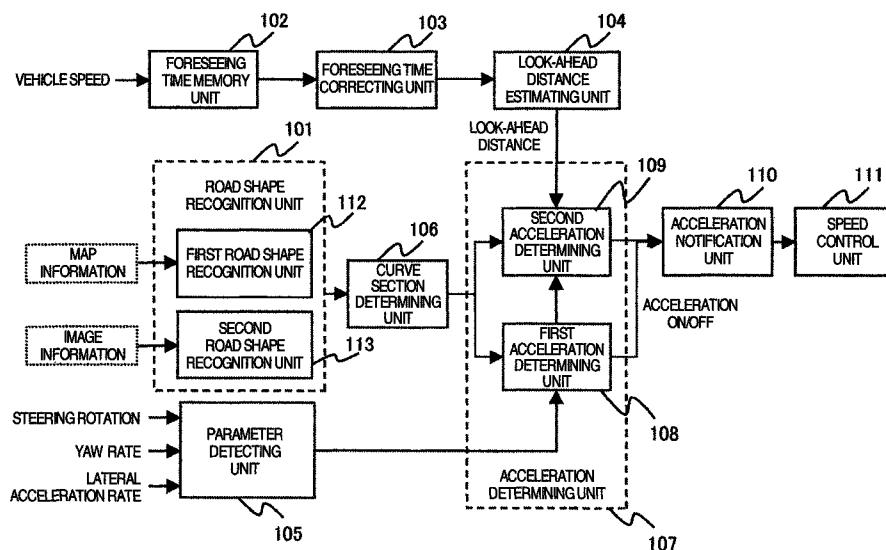 102
103
104
VEHICLE SPEED
FORESEEING
TIME MEMORY
UNIT
FORESEEING TIME
CORRECTING UNIT
LOOK-AHEAD
DISTANCE
ESTIMATING UNIT
LOOK-AHEAD
DISTANCE
101
ROAD SHAPE
RECOGNITION UNIT
112
109
110
111
MAP
INFORMATION
FIRST ROAD SHAPE
RECOGNITION UNIT
106
CURVE
SECTION
DETERMINING
UNIT
SECOND
ACCELERATION
DETERMINING
UNIT
ACCELERATION
NOTIFICATION
UNIT
SPEED
CONTROL
UNIT
ACCELERATION
ON/OFF
IMAGE
INFORMATION
SECOND
ROAD SHAPE
RECOGNITION UNIT
113
FIRST
ACCELERATION
DETERMINING
UNIT
108
STEERING ROTATION
YAW RATE
LATERAL
ACCELERATION RATE
PARAMETER
DETECTING
UNIT
105
ACCELERATION
DETERMINING UNIT
107